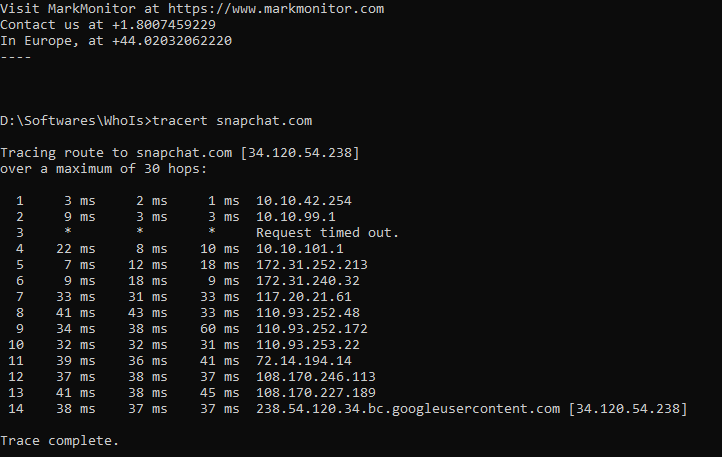 Visit MarkMonitor at https://www.markmonitor.com
Contact us at +1.8007459229
In Europe, at +44.02032062220
----
D:\Softwares\WhoIs>tracert snapchat.com
Tracing route to snapchat.com [34.120.54.238]
over a maximum of 30 hops:
  1     3 ms     2 ms     1 ms  10.10.42.254
  2     9 ms     3 ms     3 ms  10.10.99.1
  3     *        *        *     Request timed out.
  4    22 ms     8 ms    10 ms  10.10.101.1
  5     7 ms    12 ms    18 ms  172.31.252.213
  6     9 ms    18 ms     9 ms  172.31.240.32
  7    33 ms    31 ms    33 ms  117.20.21.61
  8    41 ms    43 ms    33 ms  110.93.252.48
  9    34 ms    38 ms    60 ms  110.93.252.172
 10    32 ms    32 ms    31 ms  110.93.253.22
 11    39 ms    36 ms    41 ms  72.14.194.14
 12    37 ms    38 ms    37 ms  108.170.246.113
 13    41 ms    38 ms    45 ms  108.170.227.189
 14    38 ms    37 ms    37 ms  238.54.120.34.bc.googleusercontent.com [34.120.54.238]
Trace complete.